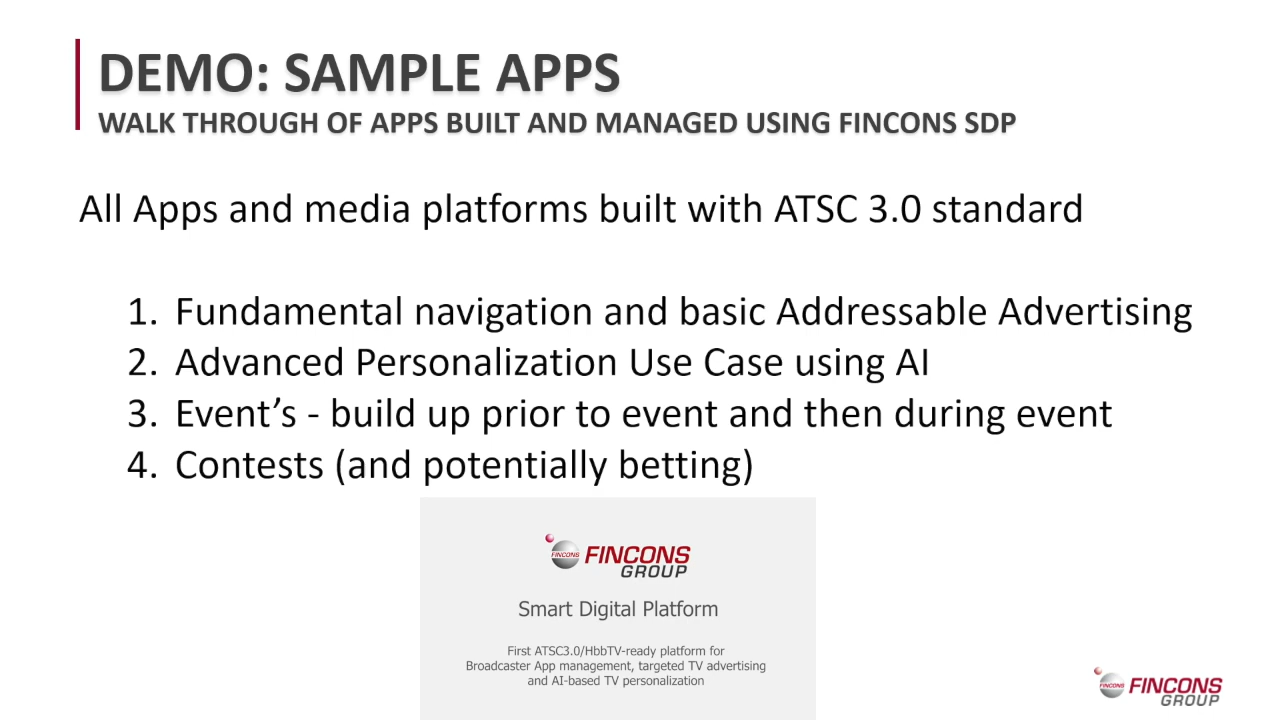 DEMO: SAMPLE APPS
WALK THROUGH OF APPS BUILT AND MANAGED USING FINCONS SDP
All Apps and media platforms built with ATSC 3.0 standard
1. Fundamental navigation and basic Addressable Advertising
2. Advanced Personalization Use Case using AI
3. Event’s - build up prior to event and then during event
4. Contests (and potentially betting)
FINCONS
FINCONS
GROUP
Smart Digital Platform
First ATSC3.0/HbbTV-ready platform for
Broadcaster App management, targeted TV advertising
and AI-based TV personalization
FINCONS
FINCONS
GROUP